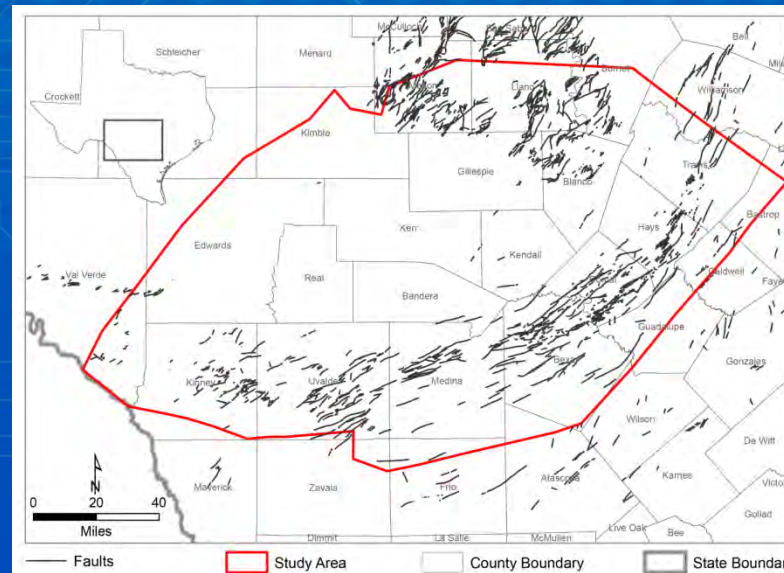 McCulloch
Bell
Schleicher
Menard
Burnet
Crockett
Mason
Llano
Williamson
Kimble
Travis
Gillespie
Blanco
Bastrop
Hays
Edwards
Kerr
Kendall
Val Verde
Real
Caldwell
Bandera
Guadalupe
Gonzales
Kinney
Uvalde
Medina
Bexar
Wilson
De Witt
Maverick
Zavala
Frio
Atascosa
Karnes
Goliad
0 20 40
Miles
Dimmit
La Salle
McMullen
Live Oak
Bee
Faults
Study Area
County Boundary